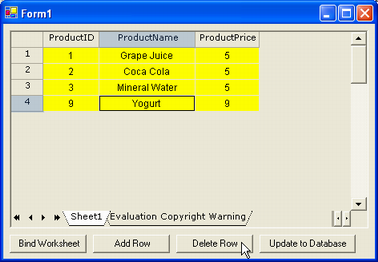 Form1
ProductID ProductName ProductPrice
1 1 Grape Juice 5
2 2 Coca Cola 5
3 3 Mineral Water 5
4 9 Yogurt 9
Sheet1 Evaluation Copyright Warning
Bind Worksheet Add Row Delete Row Update to Database